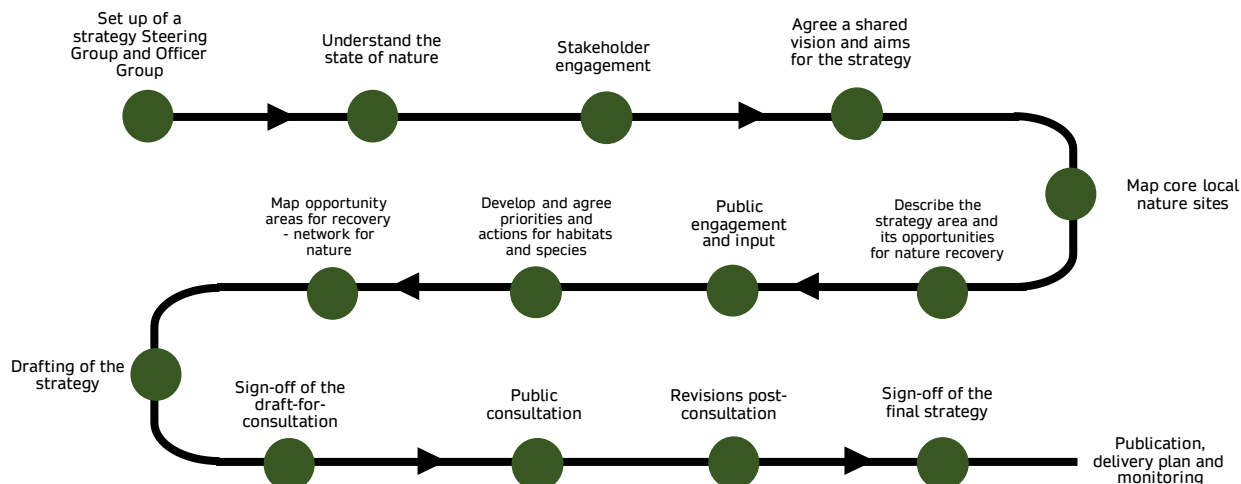 Set up of a
strategy Steering
Group and Officer
Group
Understand the
state of nature
Stakeholder
engagement
Agree a shared
vision and aims
for the strategy
Map core local
nature sites
Describe the
strategy area and
its opportunities
for nature recovery
Public
engagement
and input
Develop and agree
priorities and
actions for habitats
and species
Map opportunity
areas for recovery
- network for
nature
Drafting of the
strategy
Sign-off of the
draft-for-
consultation
Public
consultation
Revisions post-
consultation
Sign-off of the
final strategy
Publication,
delivery plan and
monitoring